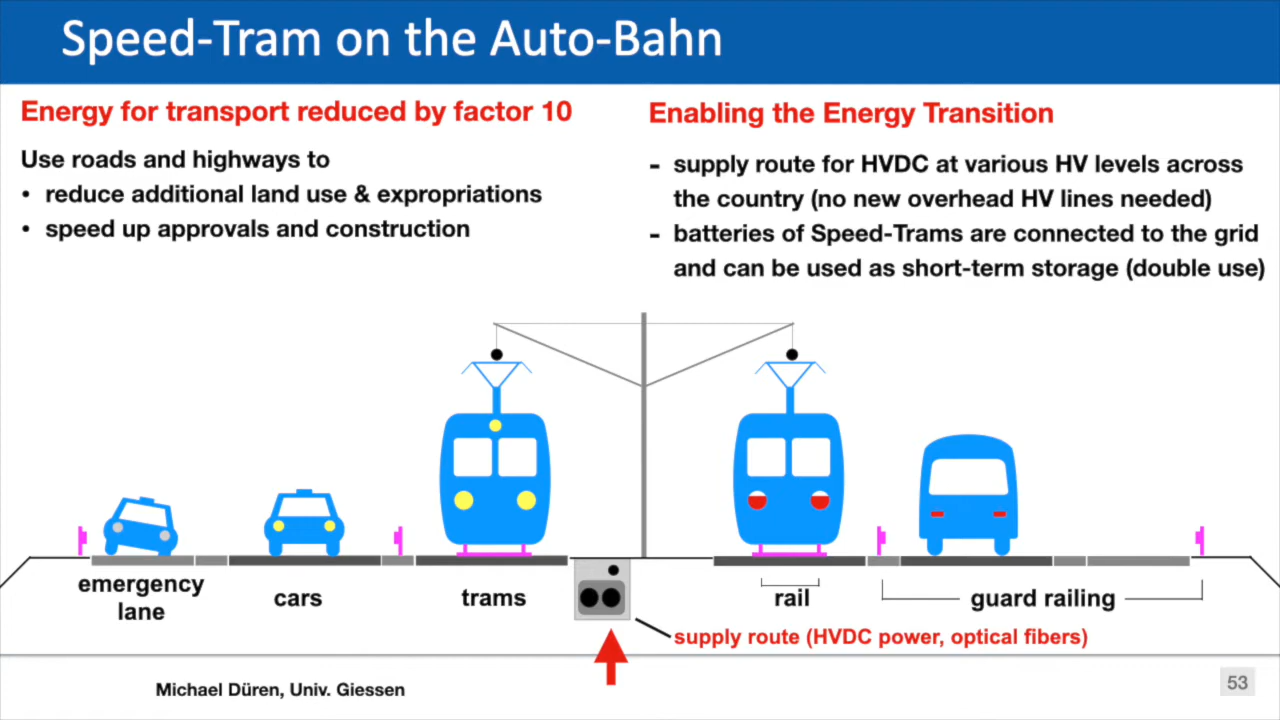 Speed-Tram on the Auto-Bahn
Energy for transport reduced by factor 10
Use roads and highways to
• reduce additional land use & expropriations
• speed up approvals and construction
Enabling the Energy Transition
- supply route for HVDC at various HV levels across
the country (no new overhead HV lines needed)
- batteries of Speed-Trams are connected to the grid
and can be used as short-term storage (double use)
emergency
lane
cars
trams
rail
guard railing
supply route (HVDC power, optical fibers)
Michael Düren, Univ. Giessen
53